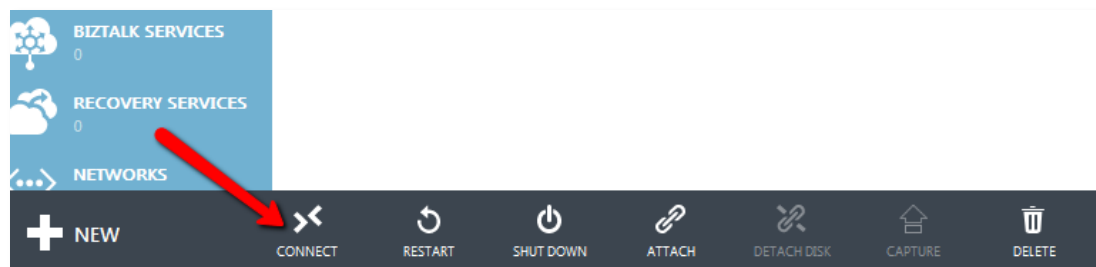 BIZTALK SERVICES
0
RECOVERY SERVICES
0
NETWORKS
NEW
CONNECT
RESTART
SHUT DOWN
ATTACH
DETACH DISK
CAPTURE
DELETE